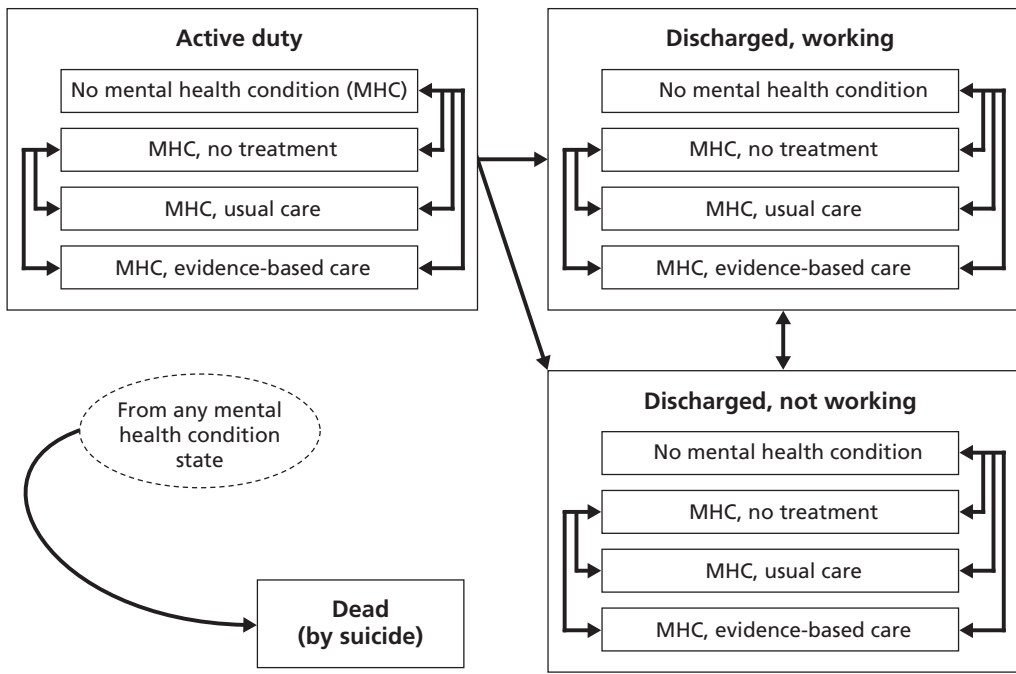 Active duty
No mental health condition (MHC)
MHC, no treatment
MHC, usual care
MHC, evidence-based care
Discharged, working
No mental health condition
MHC, no treatment
MHC, usual care
MHC, evidence-based care
From any mental
health condition
state
Dead
(by suicide)
Discharged, not working
No mental health condition
MHC, no treatment
MHC, usual care
MHC, evidence-based care